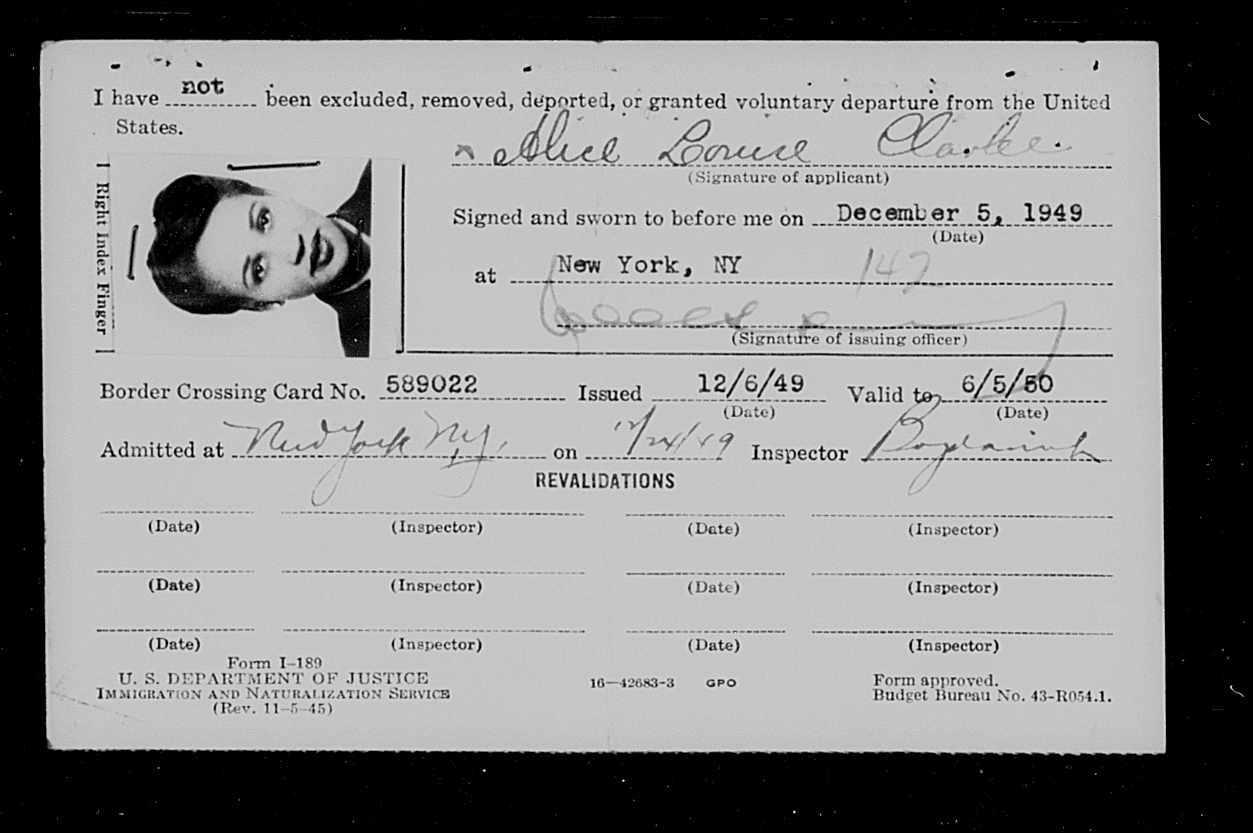 I have not been excluded, removed, deported, or granted voluntary departure from the United
States.
x Alice Louise Clarke.
(Signature of applicant)
Right Index Finger
Signed and sworn to before me on December 5, 1949
(Date)
at New York, NY
147
(Signature of issuing officer)
Border Crossing Card No. 589022 Issued 12/6/49 Valid to 6/5/50
(Date) (Date)
Admitted at New York N.Y. on 12/24/49 Inspector
REVALIDATIONS
(Date) (Inspector) (Date) (Inspector)
(Date) (Inspector) (Date) (Inspector)
(Date) (Inspector) (Date) (Inspector)
Form I-189
U. S. DEPARTMENT OF JUSTICE
IMMIGRATION AND NATURALIZATION SERVICE
(Rev. 11-5-45)
16—42683-3 GPO
Form approved.
Budget Bureau No. 43-R054.1.